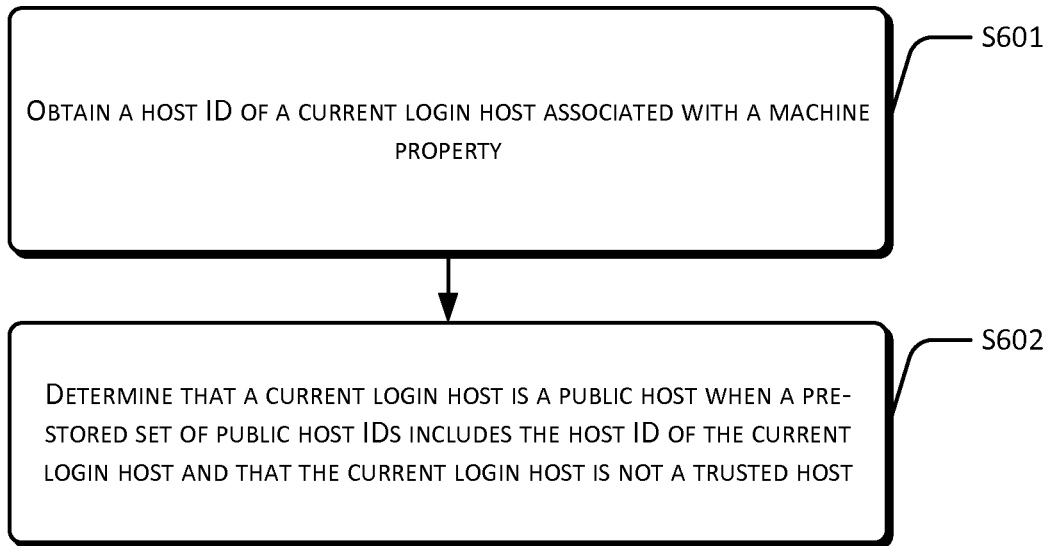 S601
OBTAIN A HOST ID OF A CURRENT LOGIN HOST ASSOCIATED WITH A MACHINE
PROPERTY
S602
DETERMINE THAT A CURRENT LOGIN HOST IS A PUBLIC HOST WHEN A PRE-
STORED SET OF PUBLIC HOST IDS INCLUDES THE HOST ID OF THE CURRENT
LOGIN HOST AND THAT THE CURRENT LOGIN HOST IS NOT A TRUSTED HOST